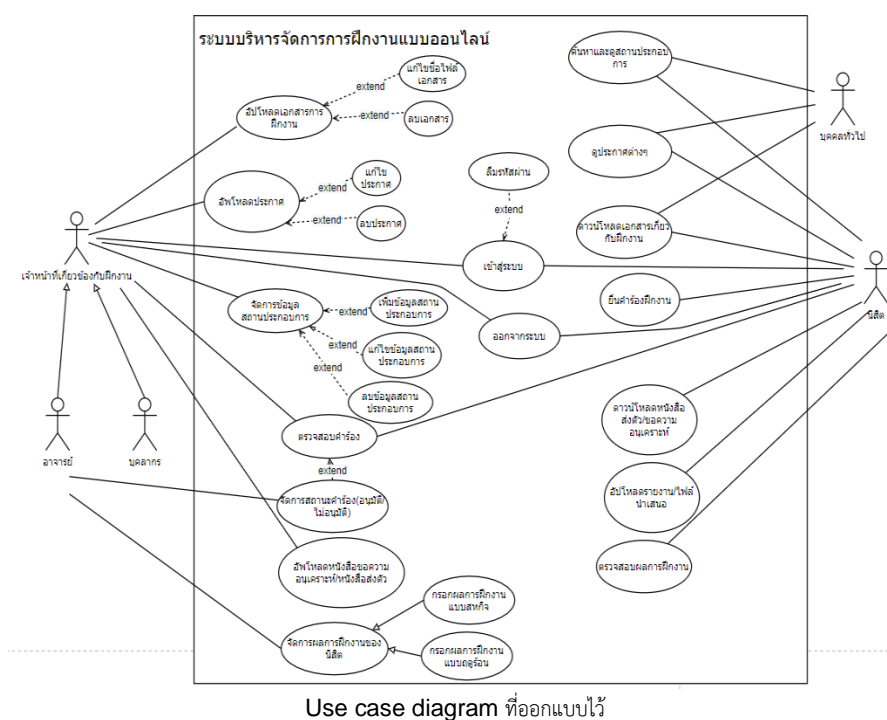 ระบบบริหารจัดการการฝึกงานแบบออนไลน์
แก้ไขชื่อไฟล์
เอกสาร
extend
อัปโหลดเอกสารการ
ฝึกงาน
extend
ลบเอกสาร
ค้นหาและดูสถานประกอบ
การ
บุคคลทั่วไป
แก้ไข
ประกาศ
extend
อัพโหลดประกาศ
extend
ลบประกาศ
ลืมรหัสผ่าน
extend
ดูประกาศต่างๆ
ดาวน์โหลดเอกสารเกี่ยว
กับฝึกงาน
เจ้าหน้าที่เกี่ยวข้องกับฝึกงาน
เข้าสู่ระบบ
ยื่นคำร้องฝึกงาน
นิสิต
จัดการข้อมูล
สถานประกอบการ
extend
เพิ่มข้อมูลสถาน
ประกอบการ
ออกจากระบบ
extend
แก้ไขข้อมูลสถาน
ประกอบการ
extend
ลบข้อมูลสถาน
ประกอบการ
ดาวน์โหลดหนังสือ
ส่งตัว/ขอความ
อนุเคราะห์
อาจารย์
บุคลากร
ตรวจสอบคำร้อง
extend
จัดการสถานะคำร้อง(อนุมัติ/
ไม่อนุมัติ)
อัปโหลดรายงาน/ไฟล์
นำเสนอ
อัพโหลดหนังสือขอความ
อนุเคราะห์/หนังสือส่งตัว
ตรวจสอบผลการฝึกงาน
กรอกผลการฝึกงาน
แบบสหกิจ
จัดการผลการฝึกงานของ
นิสิต
กรอกผลการฝึกงาน
แบบฤดูร้อน
Use case diagram ที่ออกแบบไว้